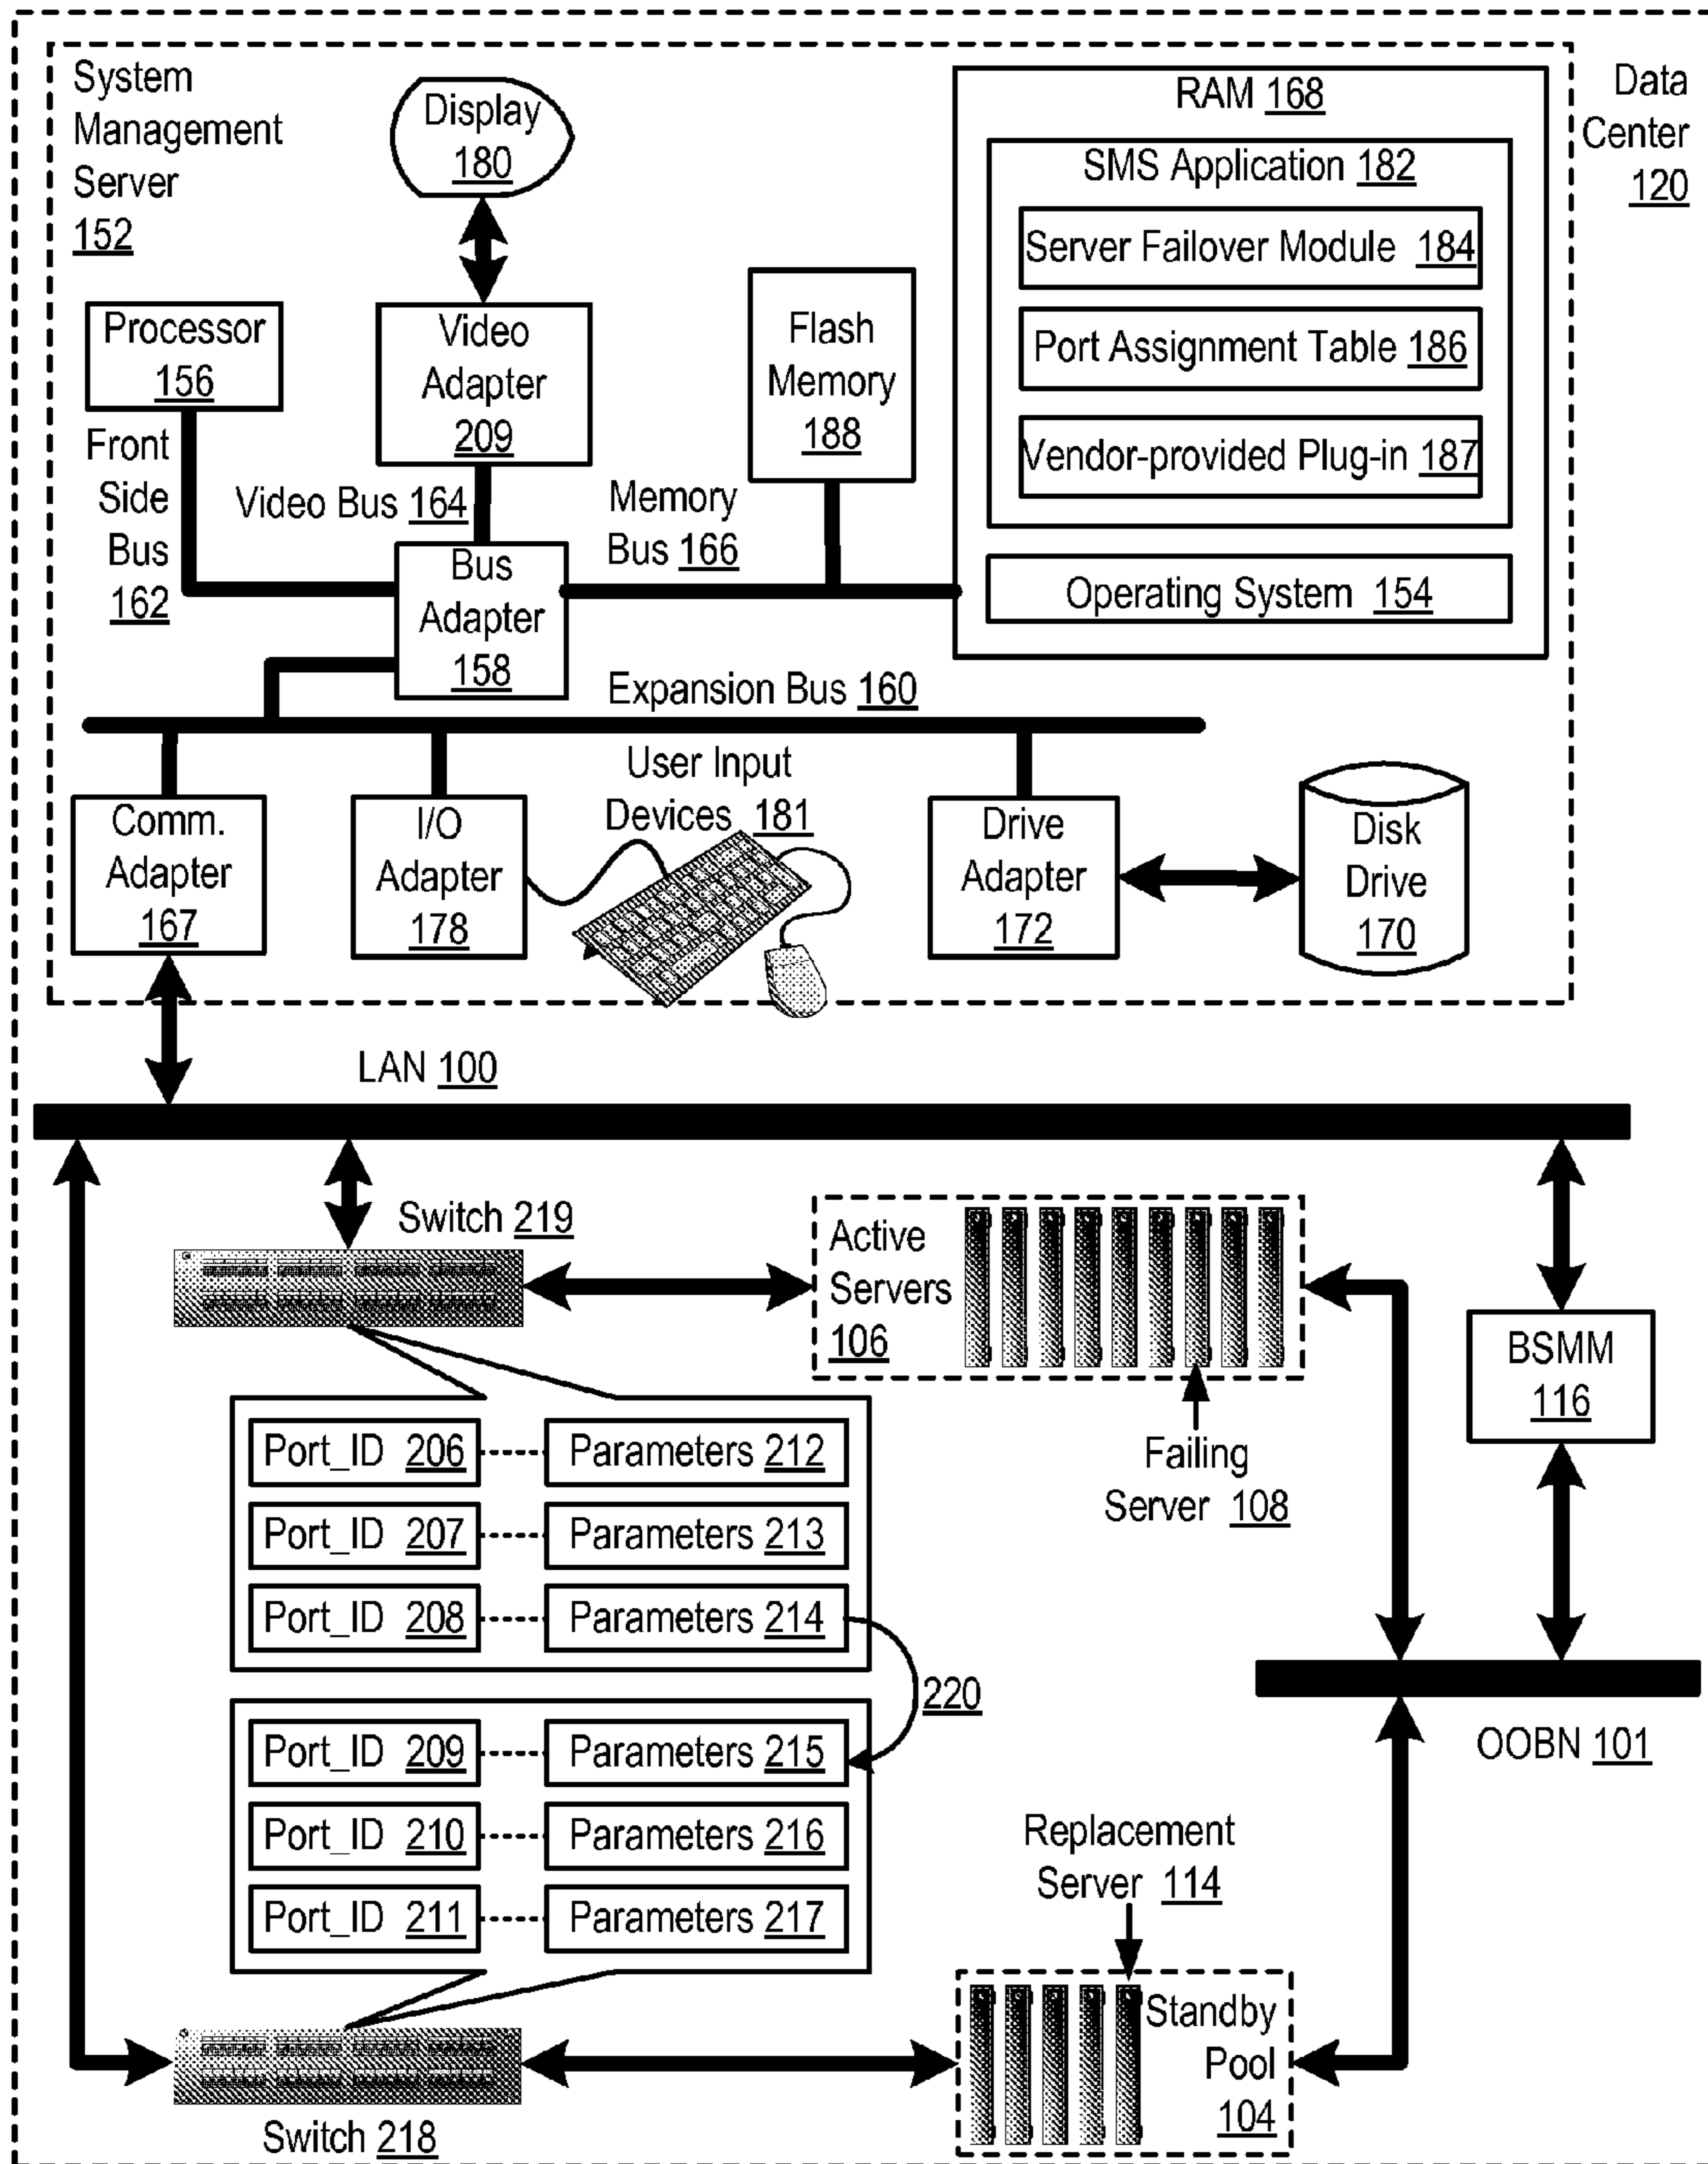 System
Management
Server
152
Display
180
RAM 168
Data
Center
120
SMS Application 182
Server Failover Module 184
Port Assignment Table 186
Vendor-provided Plug-in 187
Operating System 154
Processor
156
Video
Adapter
209
Flash
Memory
188
Front
Side
Bus
162
Video Bus 164
Memory
Bus 166
Bus
Adapter
158
Expansion Bus 160
Comm.
Adapter
167
I/O
Adapter
178
User Input
Devices 181
Drive
Adapter
172
Disk
Drive
170
LAN 100
Switch 219
Active
Servers
106
Failing
Server 108
BSMM
116
Port_ID 206
Parameters 212
Port_ID 207
Parameters 213
Port_ID 208
Parameters 214
220
Port_ID 209
Parameters 215
Port_ID 210
Parameters 216
Port_ID 211
Parameters 217
OOBN 101
Replacement
Server 114
Standby
Pool
104
Switch 218